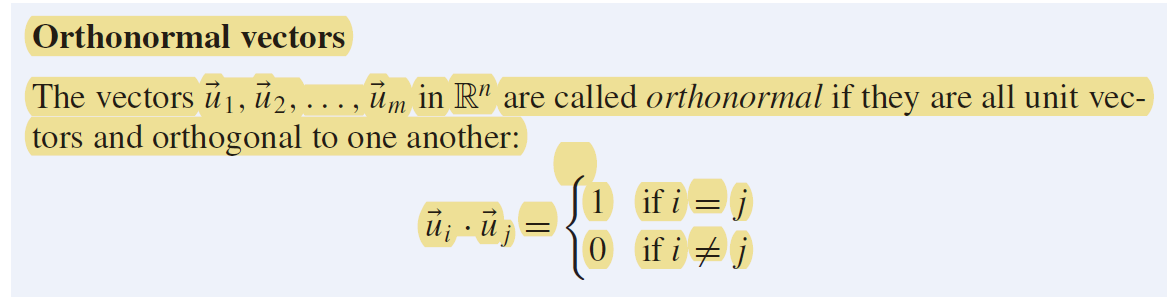 Orthonormal vectors
The vectors u⃗₁, u⃗₂, . . . , u⃗ₘ in ℝⁿ are called orthonormal if they are all unit vec-
tors and orthogonal to one another:
u⃗ᵢ · u⃗ⱼ = { 1 if i = j
0 if i ≠ j